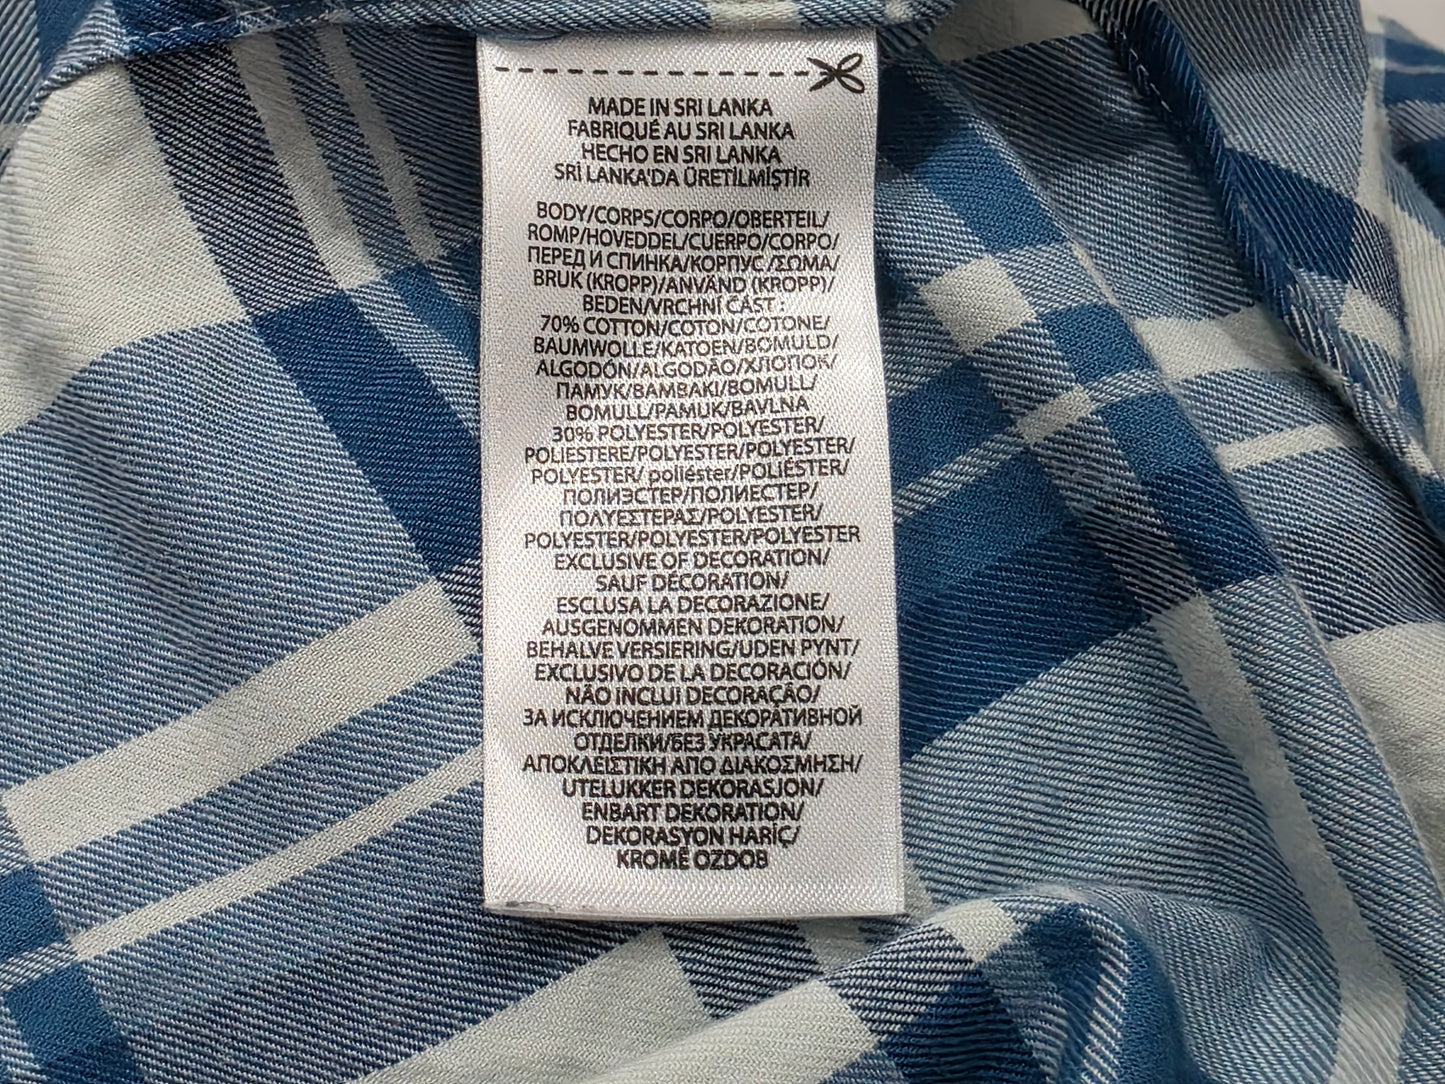 MADE IN SRI LANKA
FABRIQUÉ AU SRI LANKA
HECHO EN SRI LANKA
SRİ LANKA'DA ÜRETİLMİŞTİR
BODY/CORPS/CORPO/OBERTEIL/
ROMP/HOVEDDEL/CUERPO/CORPO/
ПЕРЕД И СПИНКА/КОРПУС /ΣΩΜΑ/
BRUK (KROPP)/ANVÄND (KROPP)/
BEDEN/VRCHNÍ ČÁST :
70% COTTON/COTON/COTONE/
BAUMWOLLE/KATOEN/BOMULD/
ALGODÓN/ALGODÃO/ХЛОПОК/
ПАМУК/ΒΑΜΒΑΚΙ/BOMULL/
BOMULL/PAMUK/BAVLNA
30% POLYESTER/POLYESTER/
POLIESTERE/POLYESTER/POLYESTER/
POLYESTER/ poliéster/POLIÉSTER/
ПОЛИЭСТЕР/ПОЛИЕСТЕР/
ΠΟΛΥΕΣΤΕΡΑΣ/POLYESTER/
POLYESTER/POLYESTER/POLYESTER
EXCLUSIVE OF DECORATION/
SAUF DÉCORATION/
ESCLUSA LA DECORAZIONE/
AUSGENOMMEN DEKORATION/
BEHALVE VERSIERING/UDEN PYNT/
EXCLUSIVO DE LA DECORACIÓN/
NÃO INCLUI DECORAÇÃO/
ЗА ИСКЛЮЧЕНИЕМ ДЕКОРАТИВНОЙ
ОТДЕЛКИ/БЕЗ УКРАСАТА/
ΑΠΟΚΛΕΙΣΤΙΚΗ ΑΠΟ ΔΙΑΚΟΣΜΗΣΗ/
UTELUKKER DEKORASJON/
ENBART DEKORATION/
DEKORASYON HARİÇ/
KROMĚ OZDOB